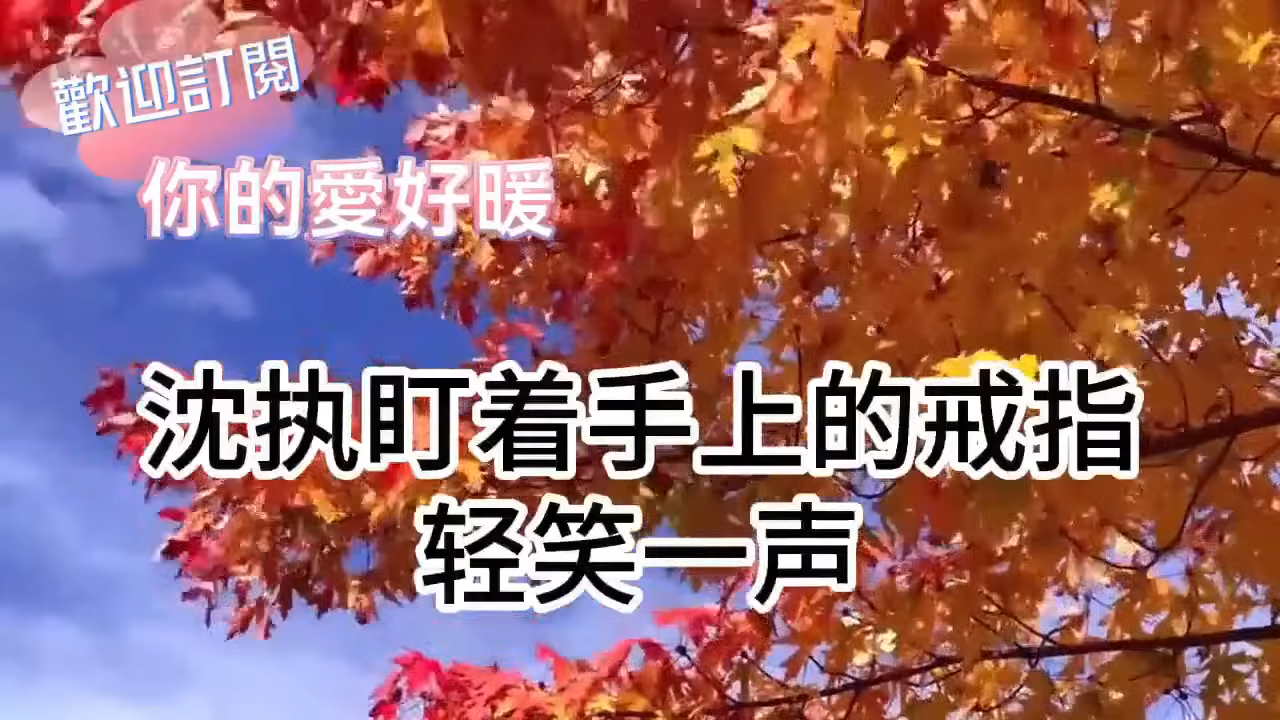 歡迎訂閱
你的愛好暖
沈执盯着手上的戒指
轻笑一声